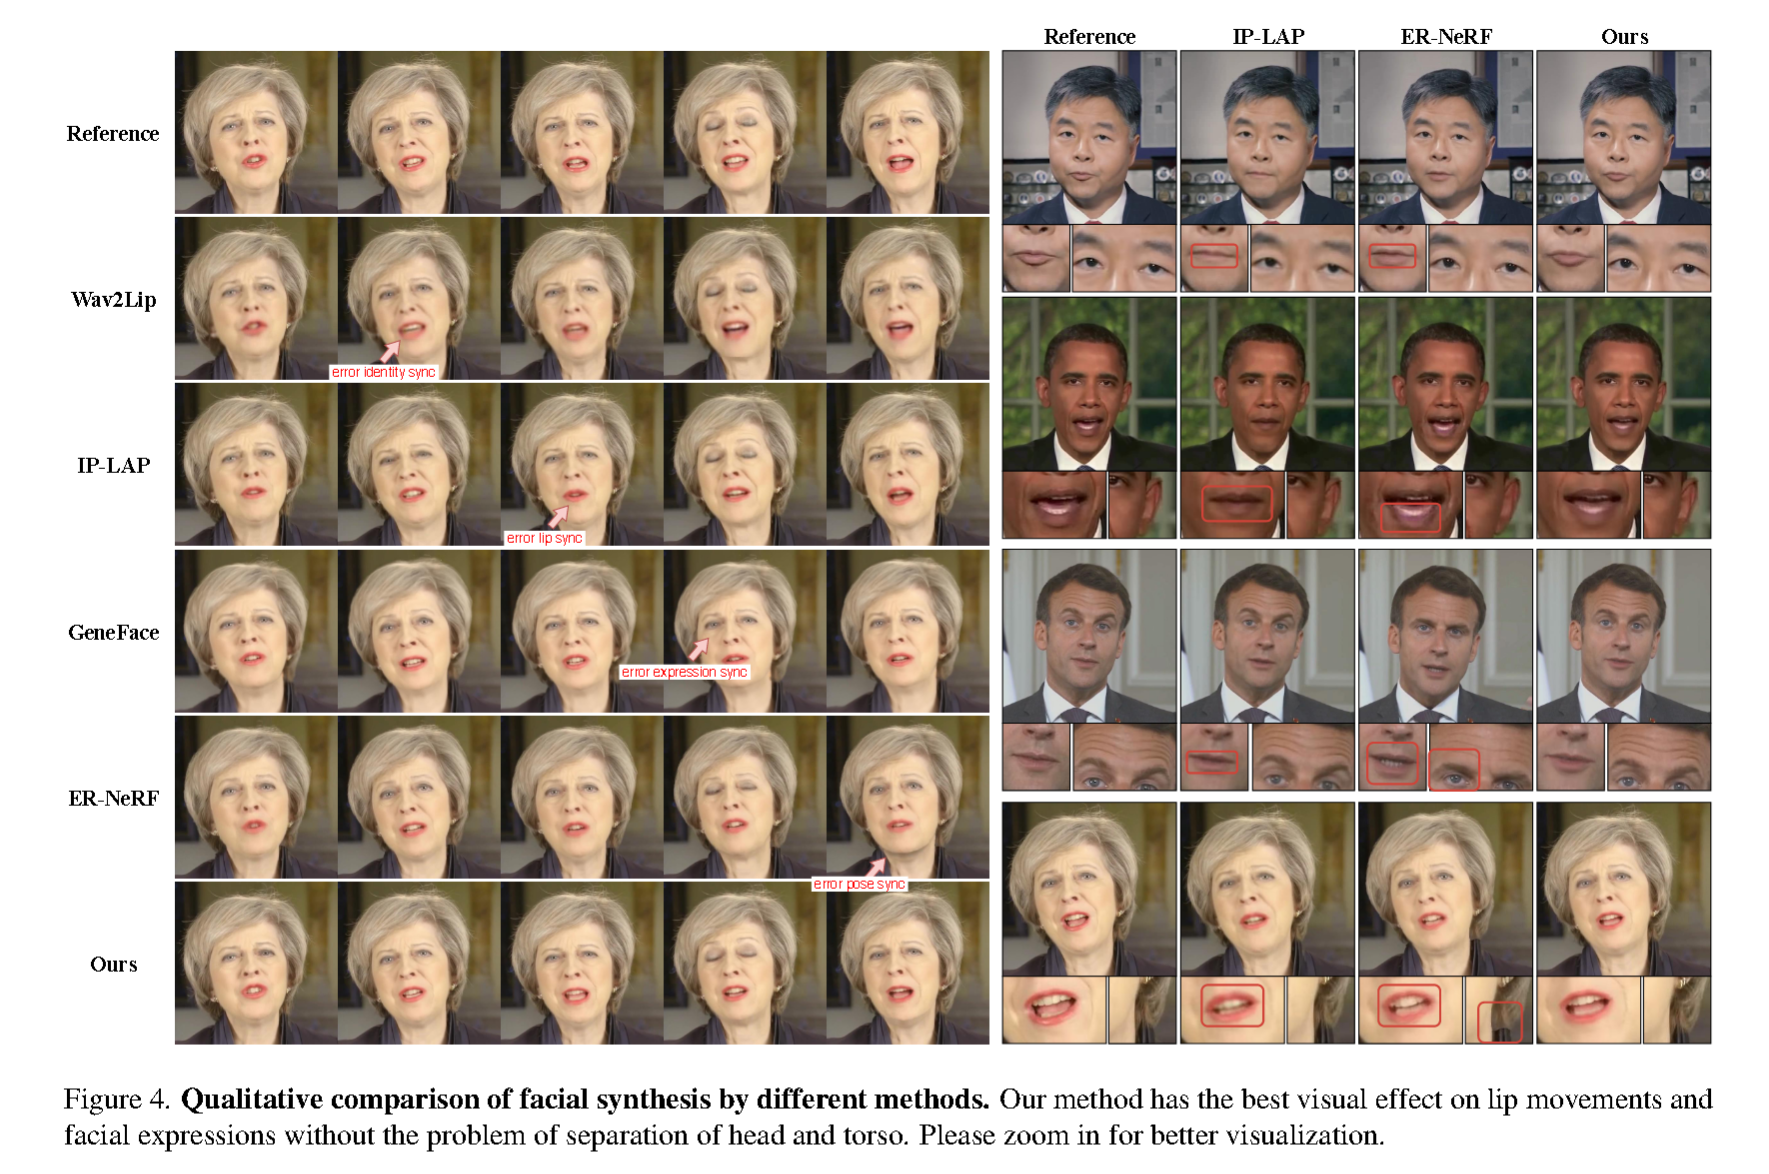 Reference IP-LAP ER-NeRF Ours
Reference
Wav2Lip
error identity sync
IP-LAP
error lip sync
GeneFace
error expression sync
ER-NeRF
error pose sync
Ours
Figure 4. Qualitative comparison of facial synthesis by different methods. Our method has the best visual effect on lip movements and
facial expressions without the problem of separation of head and torso. Please zoom in for better visualization.